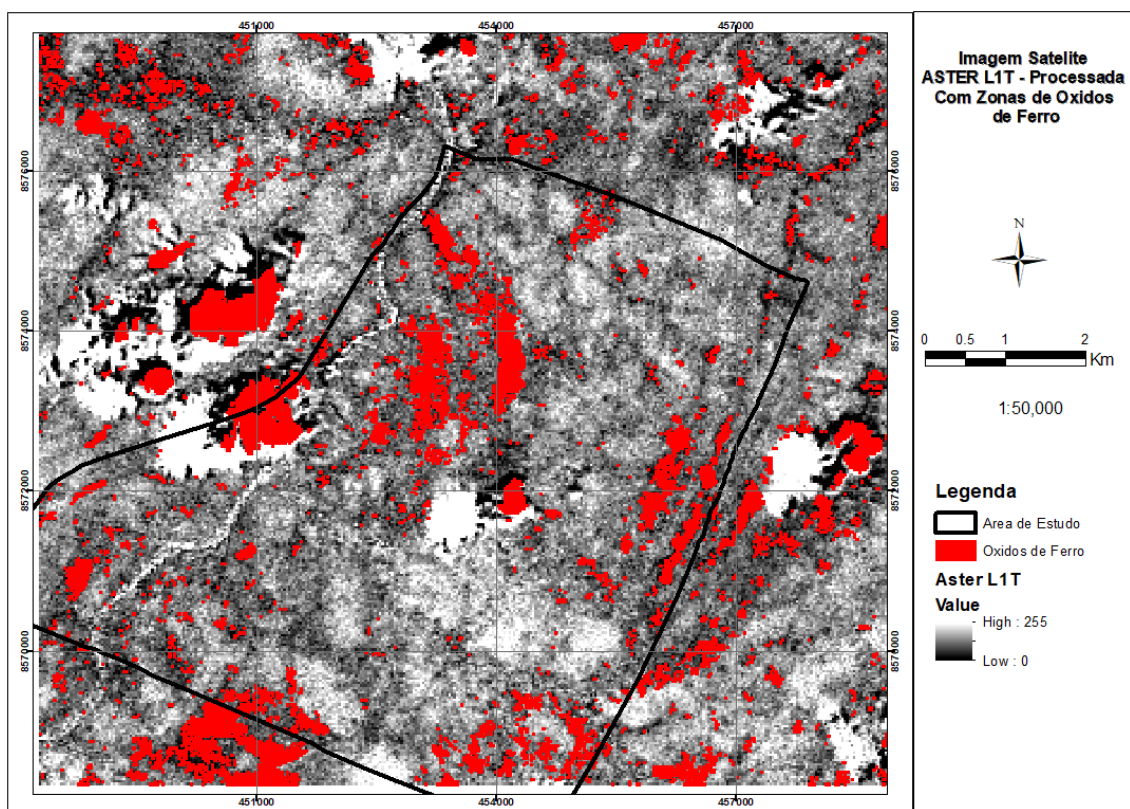 451000 454000 457000
8576000 8576000
8574000 8574000
8572000 8572000
8570000 8570000
451000 454000 457000
Imagem Satelite
ASTER L1T - Processada
Com Zonas de Oxidos
de Ferro
N
0 0.5 1 2
Km
1:50,000
Legenda
Area de Estudo
Oxidos de Ferro
Aster L1T
Value
High : 255
Low : 0